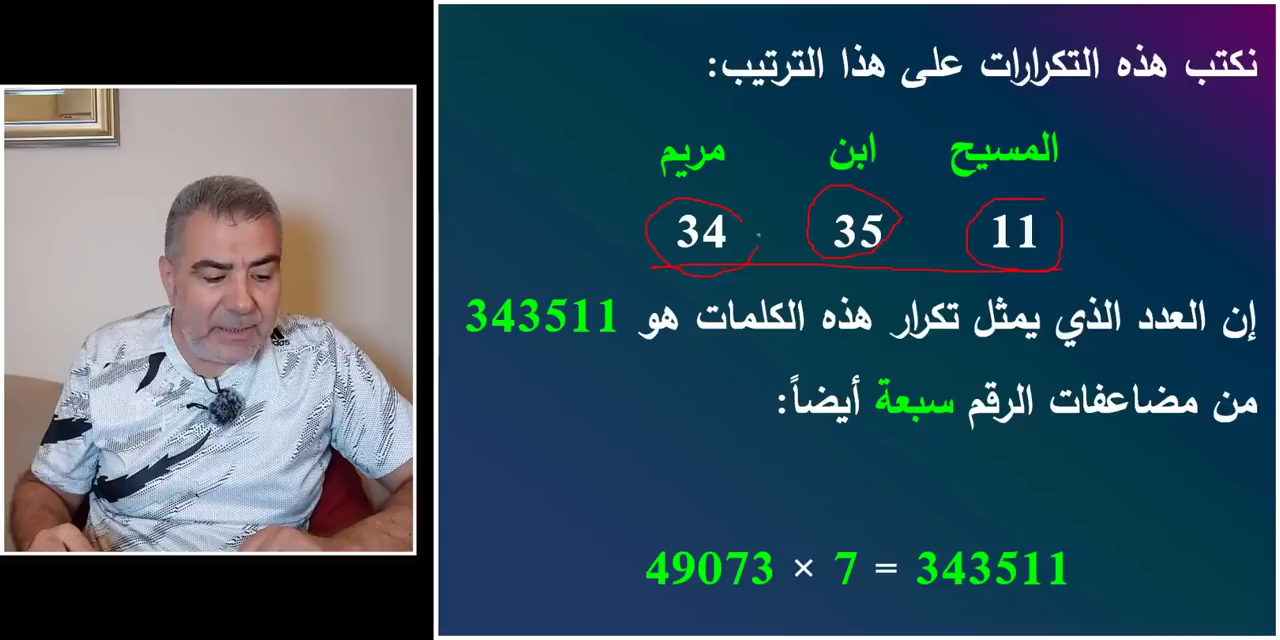 نكتب هذه التكرارات على هذا الترتيب:
المسيح ابن مريم
11 35 34
إن العدد الذي يمثل تكرار هذه الكلمات هو 343511
من مضاعفات الرقم سبعة أيضاً:
49073 × 7 = 343511
adidas